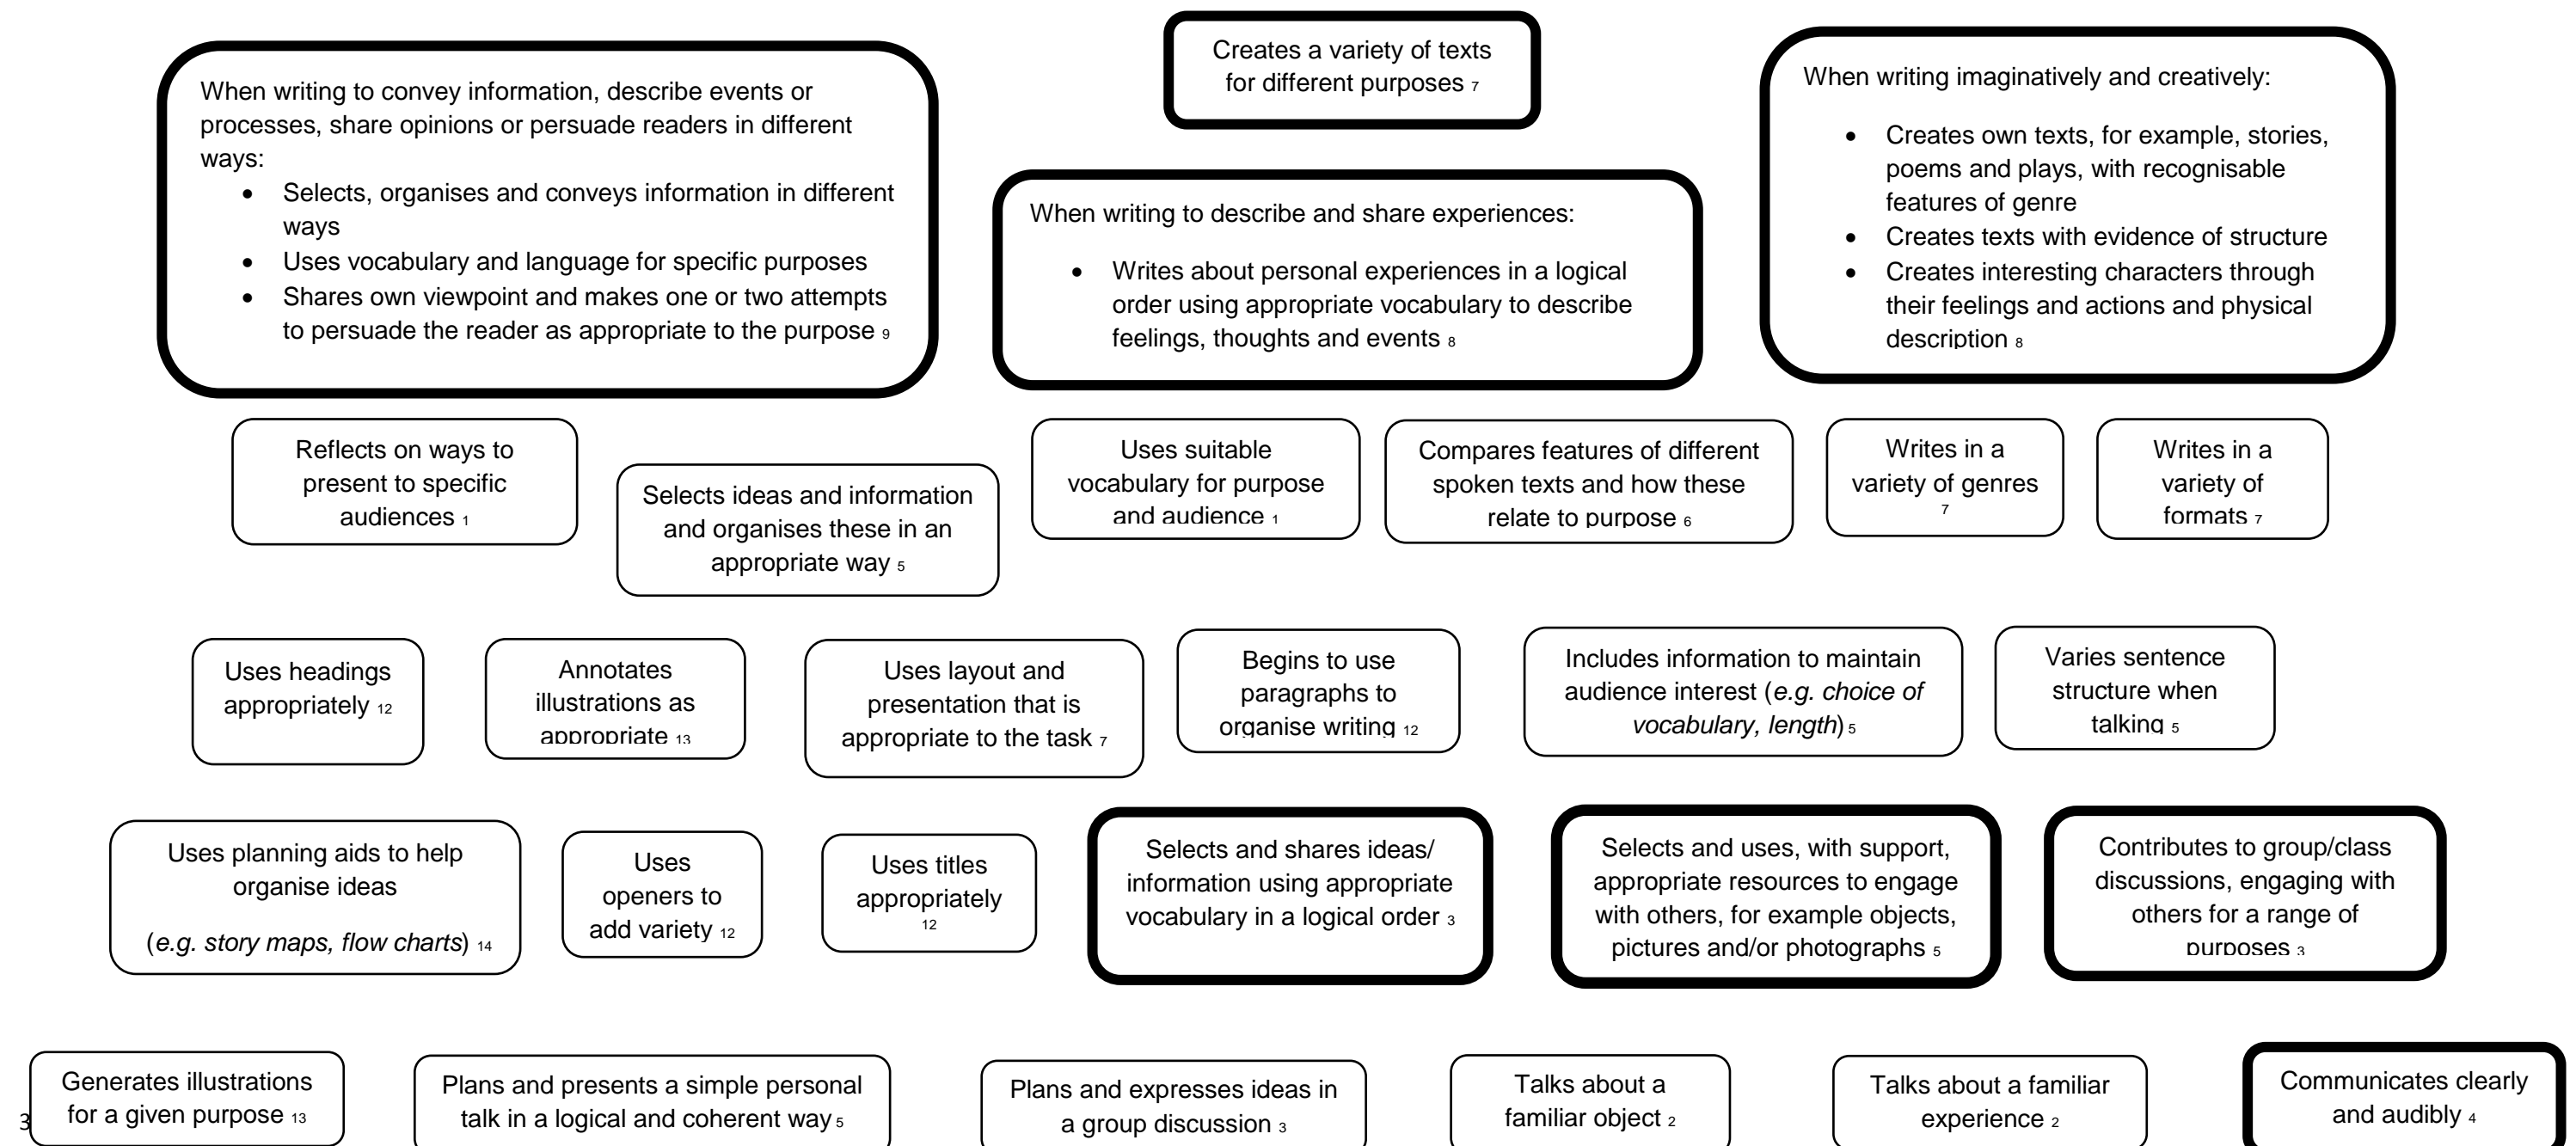 Creates a variety of texts
for different purposes 7
When writing to convey information, describe events or
processes, share opinions or persuade readers in different
ways:
• Selects, organises and conveys information in different
ways
• Uses vocabulary and language for specific purposes
• Shares own viewpoint and makes one or two attempts
to persuade the reader as appropriate to the purpose 9
When writing to describe and share experiences:
• Writes about personal experiences in a logical
order using appropriate vocabulary to describe
feelings, thoughts and events 8
When writing imaginatively and creatively:
• Creates own texts, for example, stories,
poems and plays, with recognisable
features of genre
• Creates texts with evidence of structure
• Creates interesting characters through
their feelings and actions and physical
description 8
Reflects on ways to
present to specific
audiences 1
Selects ideas and information
and organises these in an
appropriate way 5
Uses suitable
vocabulary for purpose
and audience 1
Compares features of different
spoken texts and how these
relate to purpose 6
Writes in a
variety of genres
7
Writes in a
variety of
formats 7
Uses headings
appropriately 12
Annotates
illustrations as
appropriate 13
Uses layout and
presentation that is
appropriate to the task 7
Begins to use
paragraphs to
organise writing 12
Includes information to maintain
audience interest (e.g. choice of
vocabulary, length) 5
Varies sentence
structure when
talking 5
Uses planning aids to help
organise ideas
(e.g. story maps, flow charts) 14
Uses
openers to
add variety 12
Uses titles
appropriately
12
Selects and shares ideas/
information using appropriate
vocabulary in a logical order 3
Selects and uses, with support,
appropriate resources to engage
with others, for example objects,
pictures and/or photographs 5
Contributes to group/class
discussions, engaging with
others for a range of
purposes 3
Generates illustrations
for a given purpose 13
Plans and presents a simple personal
talk in a logical and coherent way 5
Plans and expresses ideas in
a group discussion 3
Talks about a
familiar object 2
Talks about a familiar
experience 2
Communicates clearly
and audibly 4
3